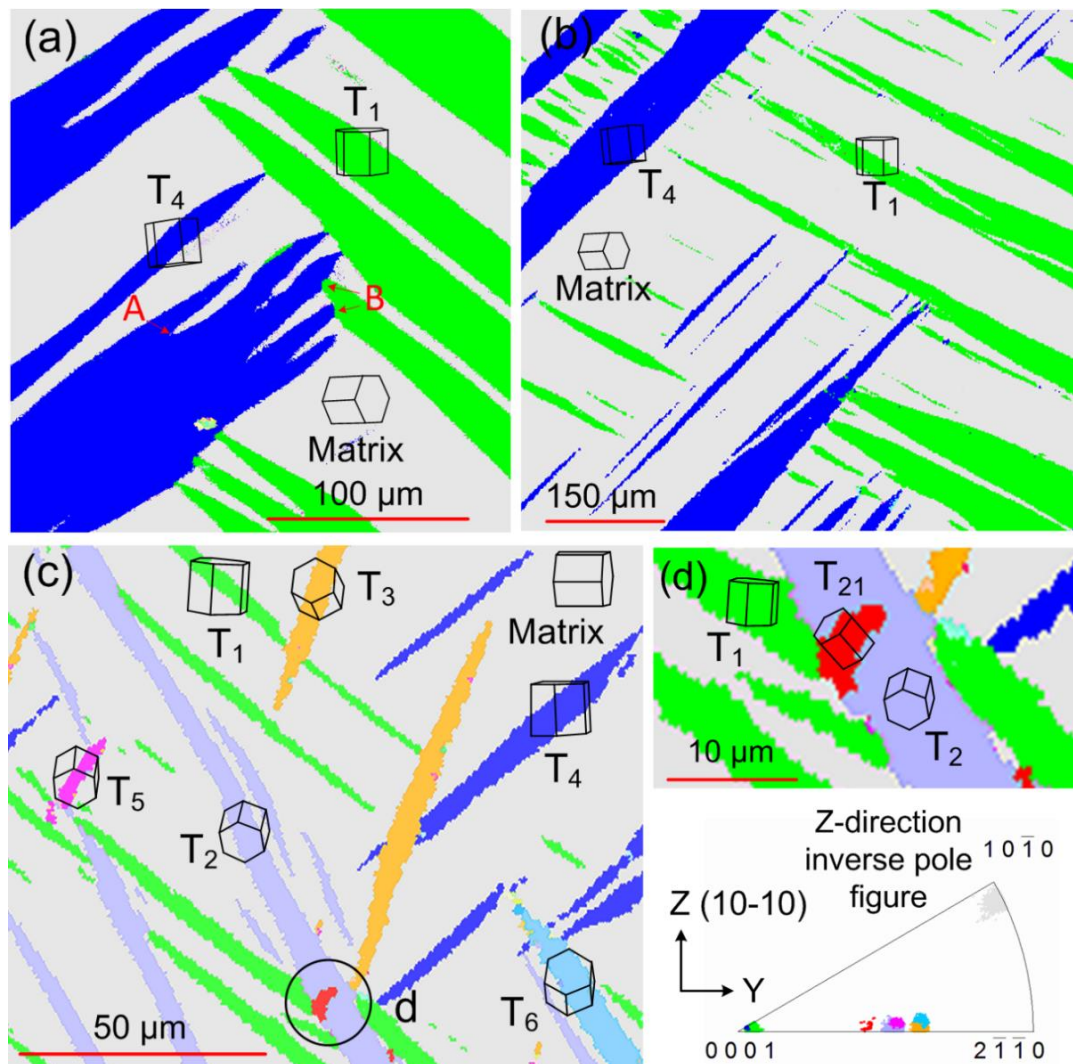 (a)
T1
T4
A
B
Matrix
100 µm
(b)
T4
T1
Matrix
150 µm
(c)
T1
T3
Matrix
T4
T5
T2
T6
d
50 µm
(d)
T21
T1
T2
10 µm
Z-direction
inverse pole
figure
1 0 1̅ 0
Z (10-10)
Y
0 0 0 1
2 1̅ 1̅ 0